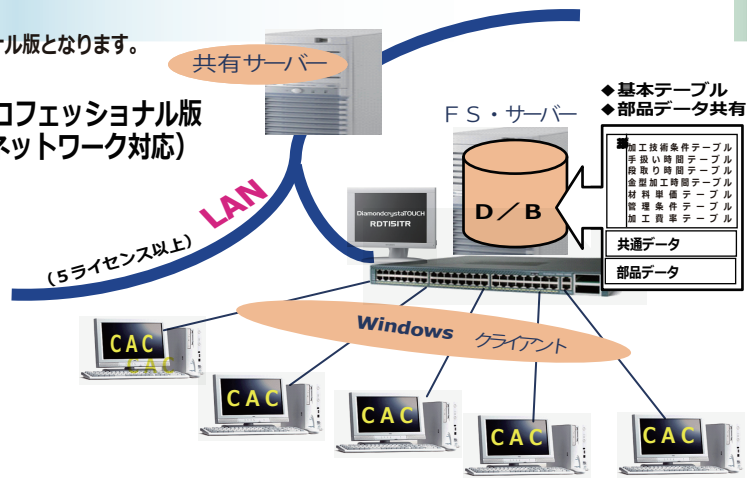 ナル版となります。
共有サーバー
ロフェッショナル版
ネットワーク対応）
ＦＳ・サーバー
◆基本テーブル
◆部品データ共有
加工技術条件テーブル
手扱い時間テーブル
段取り時間テーブル
金型加工時間テーブル
材料単価テーブル
管理条件テーブル
加工費率テーブル
共通データ
部品データ
D／B
DiamondcrystaTOUCH
RDT151TR
LAN
（5ライセンス以上）
Windows クライアント
CAC
CAC
CAC
CAC
CAC
CAC